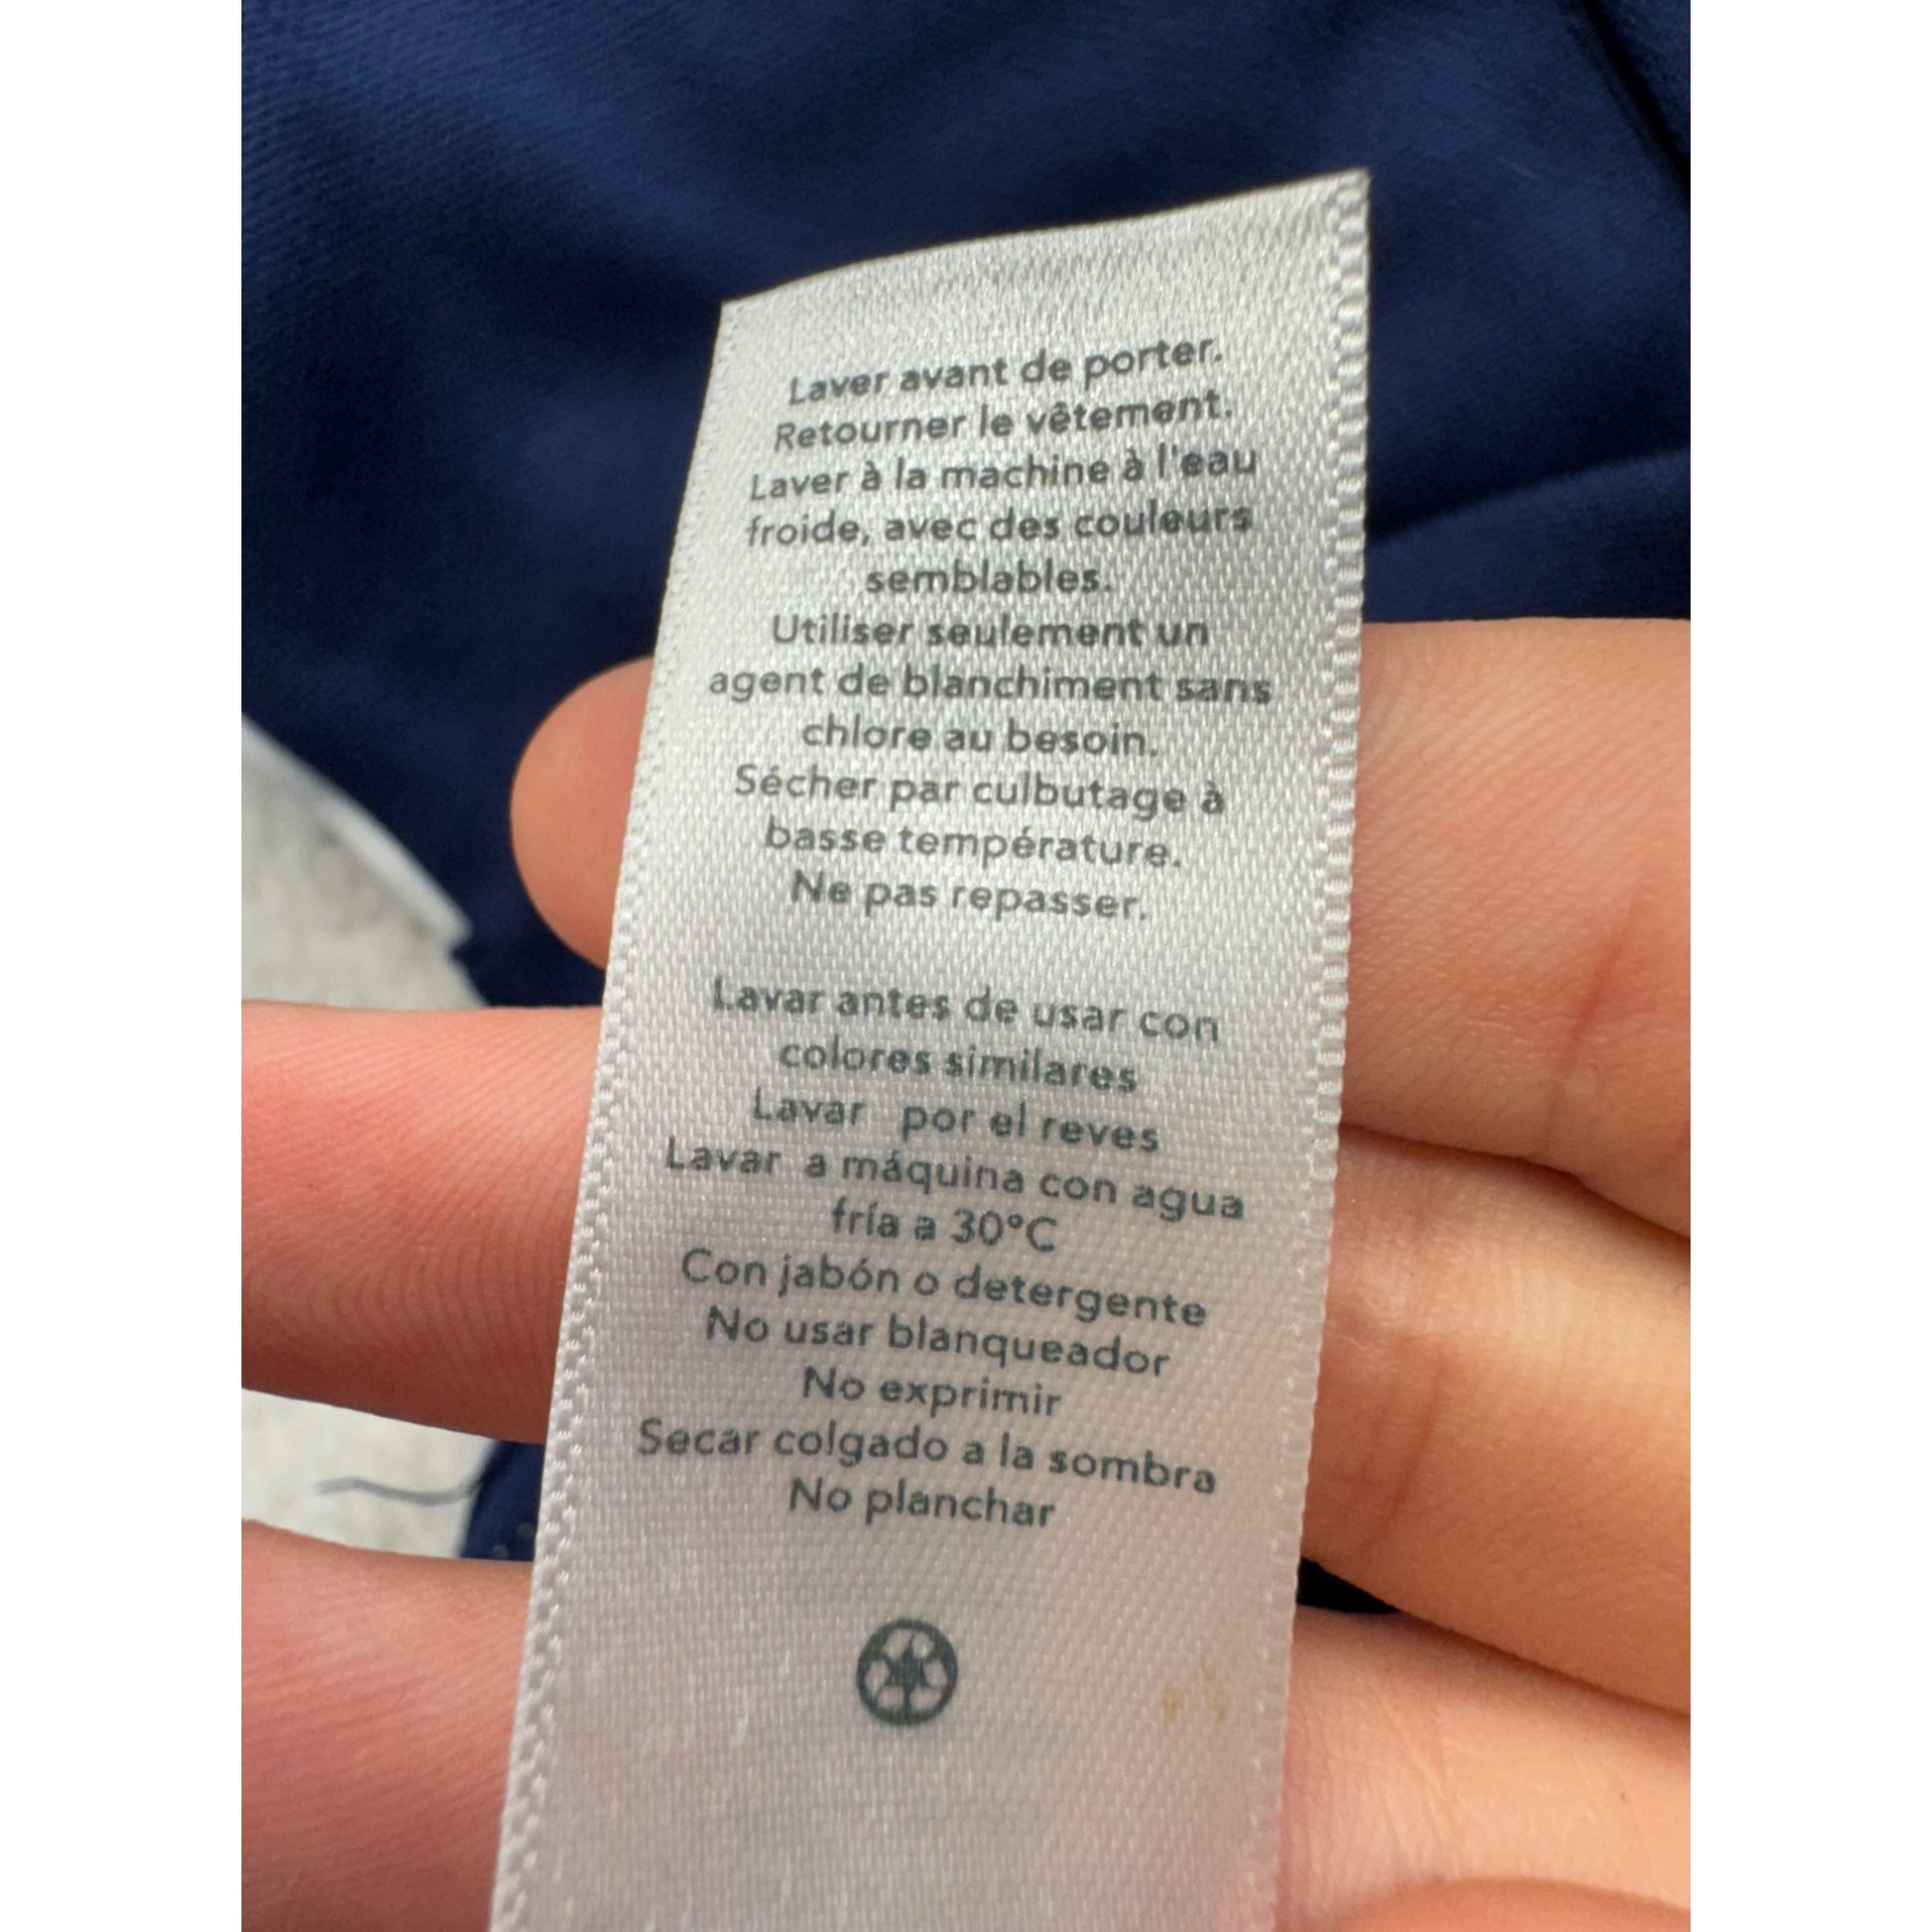 Laver avant de porter.
Retourner le vêtement.
Laver à la machine à l'eau
froide, avec des couleurs
semblables.
Utiliser seulement un
agent de blanchiment sans
chlore au besoin.
Sécher par culbutage à
basse température.
Ne pas repasser.
Lavar antes de usar con
colores similares
Lavar por el reves
Lavar a máquina con agua
fría a 30°C
Con jabón o detergente
No usar blanqueador
No exprimir
Secar colgado a la sombra
No planchar